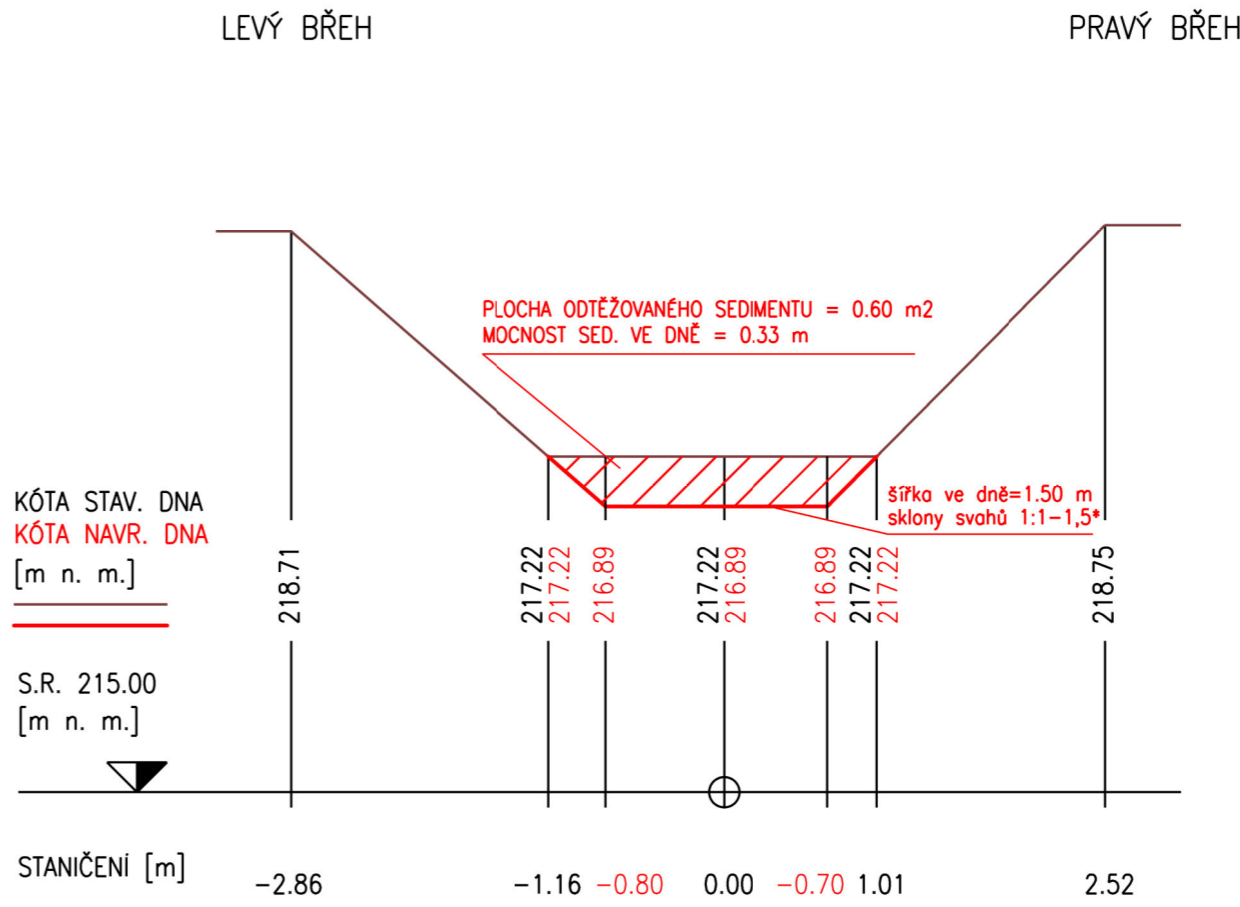 LEVÝ BŘEH
PRAVÝ BŘEH
PLOCHA ODTĚŽOVANÉHO SEDIMENTU = 0.60 m2
MOCNOST SED. VE DNĚ = 0.33 m
šířka ve dně=1.50 m
sklony svahů 1:1-1,5*
KÓTA STAV. DNA
KÓTA NAVR. DNA
[m n. m.]
218.71
217.22
217.22
216.89
217.22
216.89
216.89
217.22
217.22
218.75
S.R. 215.00
[m n. m.]
STANIČENÍ [m] -2.86 -1.16 -0.80 0.00 -0.70 1.01 2.52